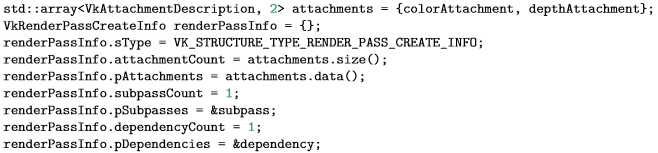 std::array<VkAttachmentDescription, 2> attachments = {colorAttachment, depthAttachment};
VkRenderPassCreateInfo renderPassInfo = {};
renderPassInfo.sType = VK_STRUCTURE_TYPE_RENDER_PASS_CREATE_INFO;
renderPassInfo.attachmentCount = attachments.size();
renderPassInfo.pAttachments = attachments.data();
renderPassInfo.subpassCount = 1;
renderPassInfo.pSubpasses = &subpass;
renderPassInfo.dependencyCount = 1;
renderPassInfo.pDependencies = &dependency;